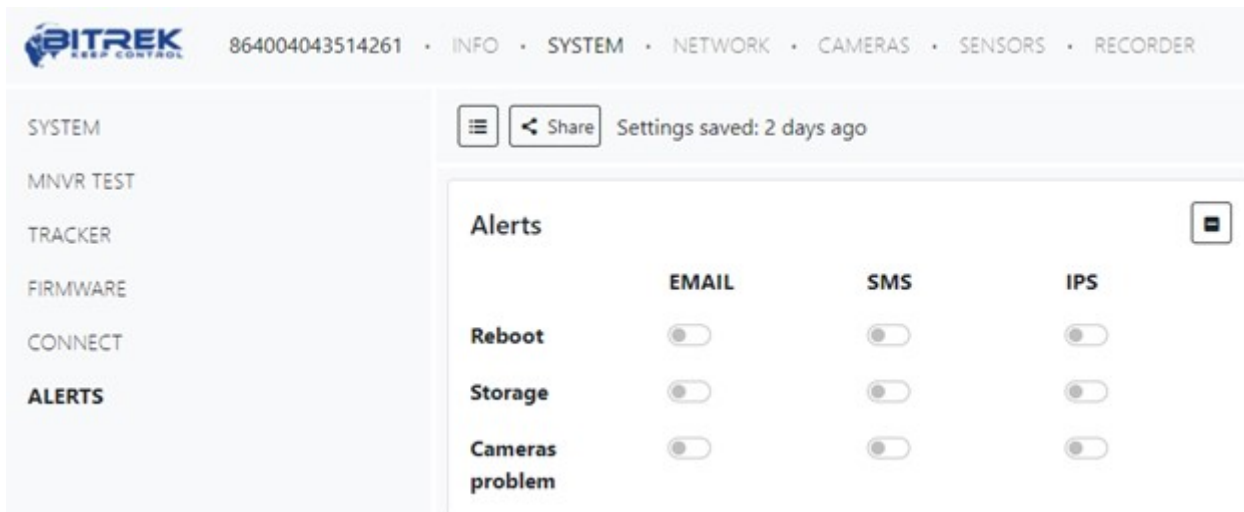 BITREK
KEEP CONTROL
864004043514261 · INFO · SYSTEM · NETWORK · CAMERAS · SENSORS · RECORDER
SYSTEM
MNVR TEST
TRACKER
FIRMWARE
CONNECT
ALERTS
Share Settings saved: 2 days ago
Alerts
EMAIL SMS IPS
Reboot
Storage
Cameras
problem